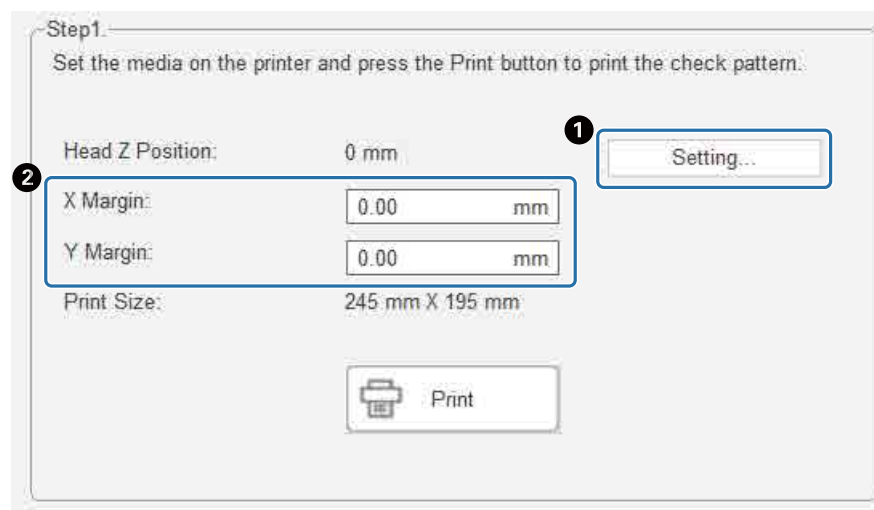 Step1.
Set the media on the printer and press the Print button to print the check pattern.
1
Head Z Position: 0 mm Setting...
2
X Margin: 0.00 mm
Y Margin: 0.00 mm
Print Size: 245 mm X 195 mm
Print